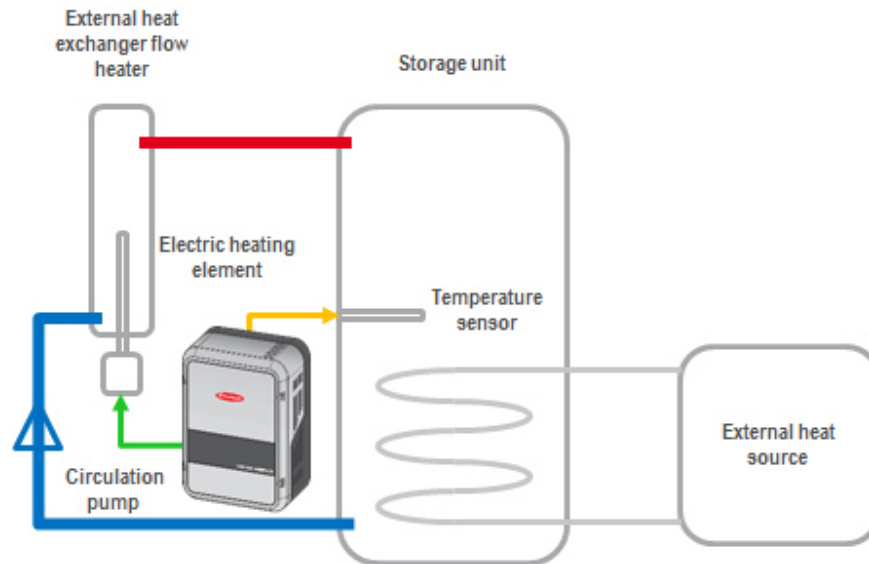 External heat
exchanger flow
heater
Storage unit
Electric heating
element
Temperature
sensor
Circulation
pump
External heat
source